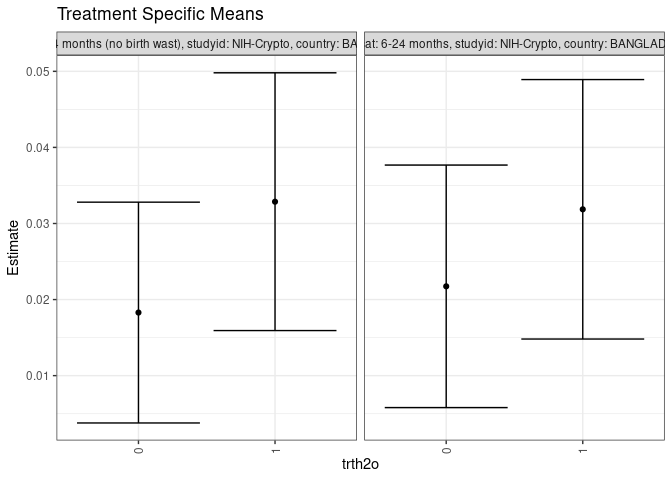 Treatment Specific Means
months (no birth wast), studyid: NIH-Crypto, country: BA
at: 6-24 months, studyid: NIH-Crypto, country: BANGLAD
0.05
0.04
0.03
0.02
0.01
Estimate
0 1 0 1
trth2o